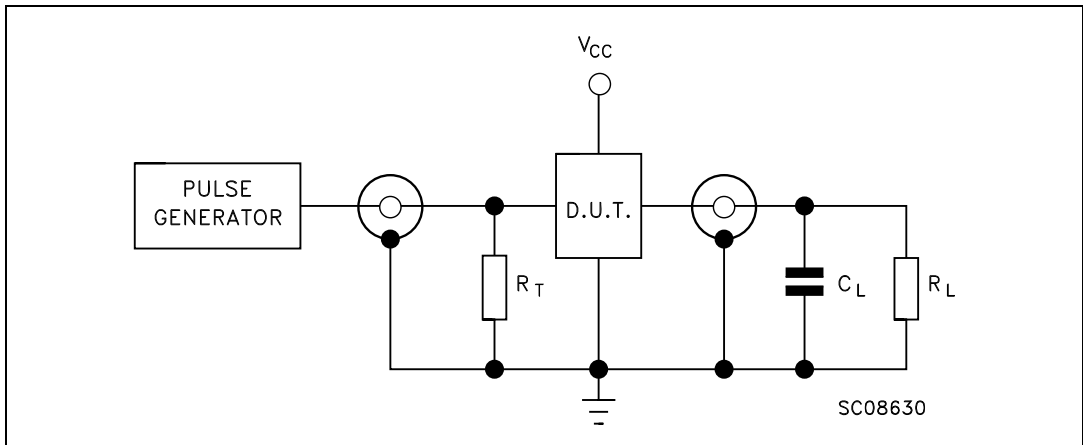 VCC
PULSE
GENERATOR
D.U.T.
RT
CL
RL
SC08630